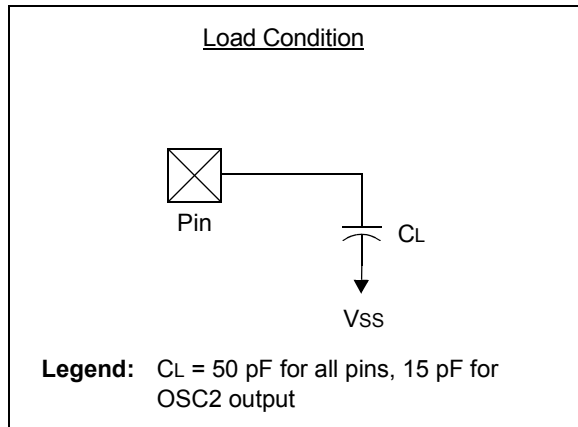 Load Condition
Pin
CL
VSS
Legend: CL = 50 pF for all pins, 15 pF for
OSC2 output